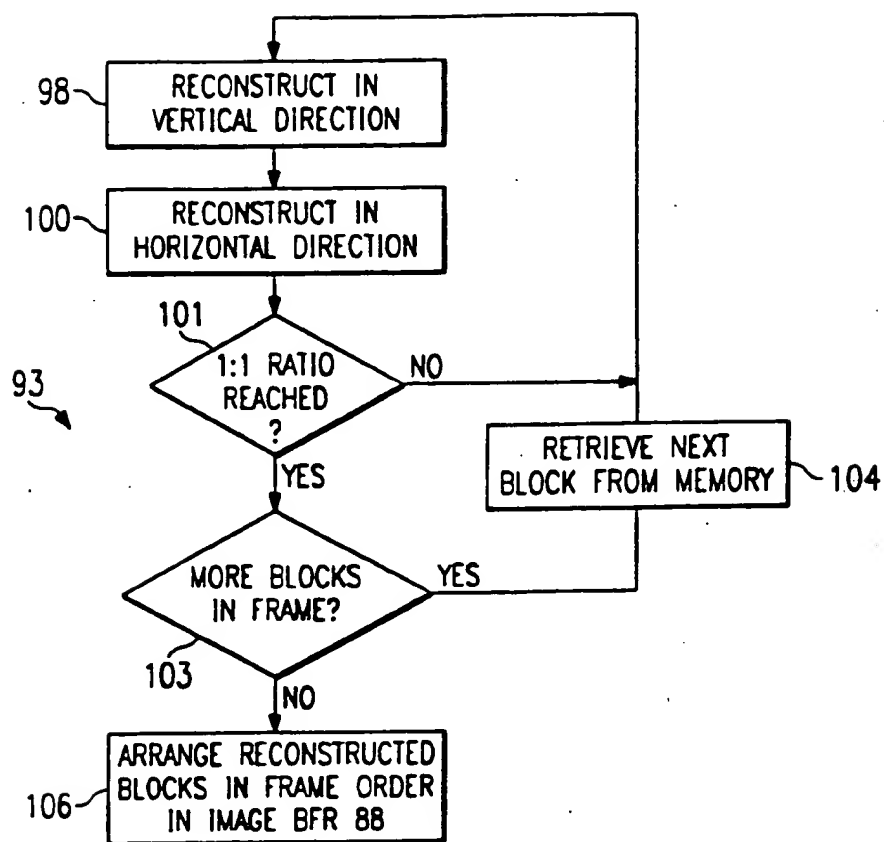 98
RECONSTRUCT IN
VERTICAL DIRECTION
100
RECONSTRUCT IN
HORIZONTAL DIRECTION
101
1:1 RATIO
REACHED
?
NO
93
YES
RETRIEVE NEXT
BLOCK FROM MEMORY
104
MORE BLOCKS
IN FRAME?
YES
103
NO
106
ARRANGE RECONSTRUCTED
BLOCKS IN FRAME ORDER
IN IMAGE BFR 88